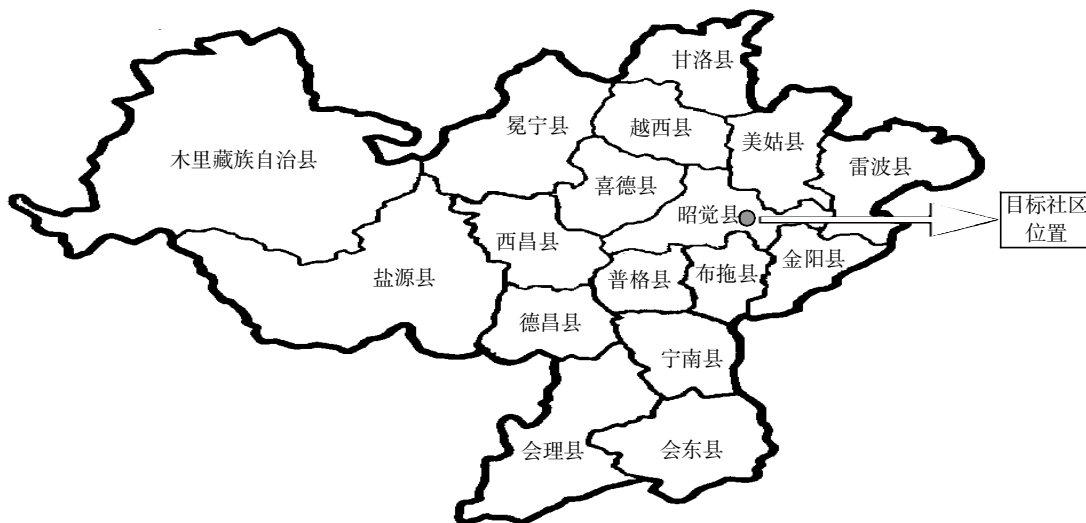 甘洛县
冕宁县
越西县
美姑县
木里藏族自治县
雷波县
喜德县
昭觉县
目标社区
位置
西昌县
盐源县
普格县
布拖县
金阳县
德昌县
宁南县
会理县
会东县